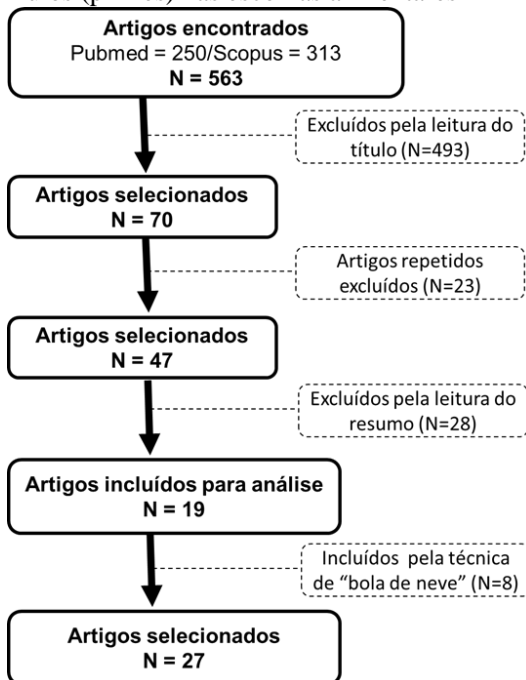 Artigos encontrados
Pubmed = 250/Scopus = 313
N = 563
Excluídos pela leitura do
título (N=493)
Artigos selecionados
N = 70
Artigos repetidos
excluídos (N=23)
Artigos selecionados
N = 47
Excluídos pela leitura do
resumo (N=28)
Artigos incluídos para análise
N = 19
Incluídos pela técnica
de “bola de neve” (N=8)
Artigos selecionados
N = 27